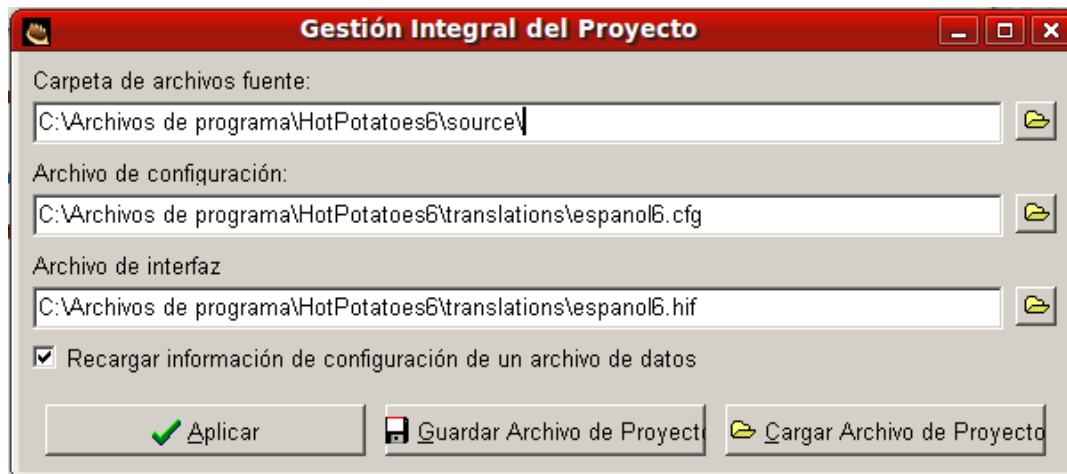 Gestión Integral del Proyecto
Carpeta de archivos fuente:
C:\Archivos de programa\HotPotatoes6\source\
Archivo de configuración:
C:\Archivos de programa\HotPotatoes6\translations\espanol6.cfg
Archivo de interfaz
C:\Archivos de programa\HotPotatoes6\translations\espanol6.hif
Recargar información de configuración de un archivo de datos
Aplicar Guardar Archivo de Proyecto Cargar Archivo de Proyecto